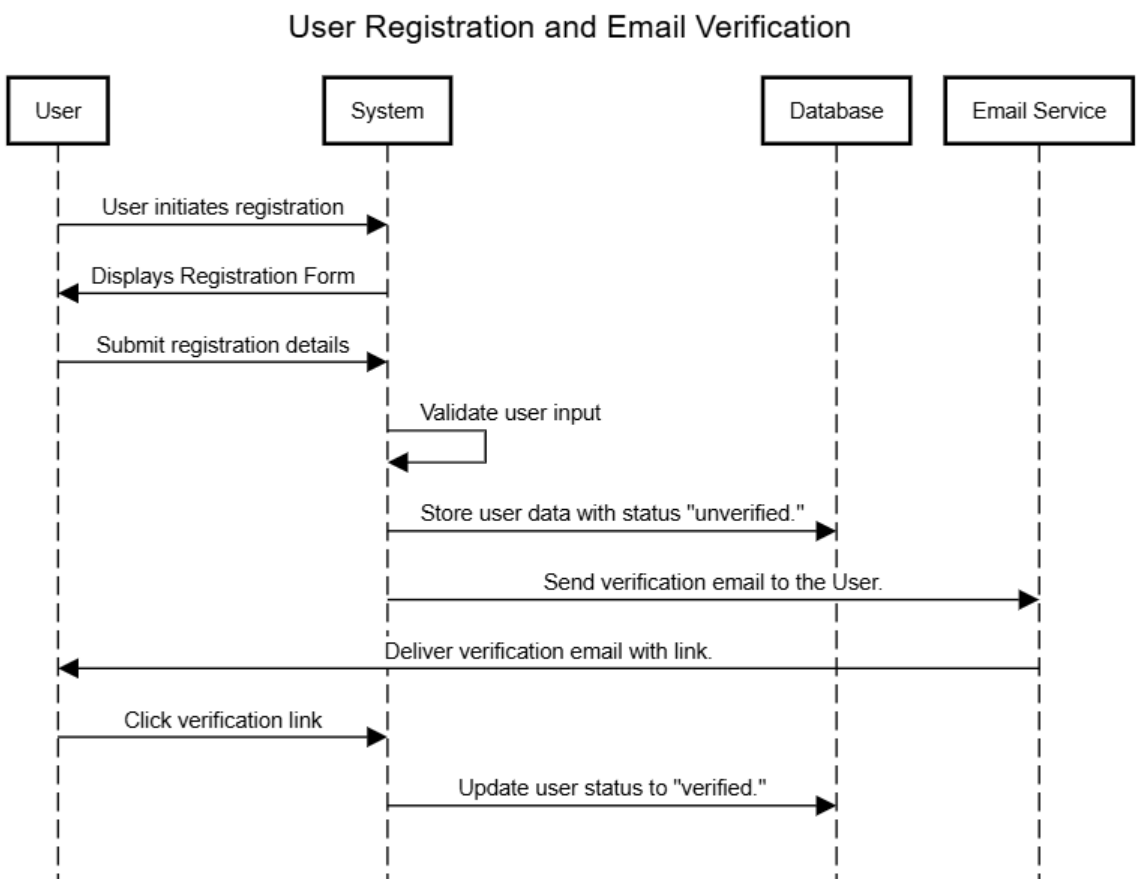 User Registration and Email Verification
User
System
Database
Email Service
User initiates registration
Displays Registration Form
Submit registration details
Validate user input
Store user data with status "unverified."
Send verification email to the User.
Deliver verification email with link.
Click verification link
Update user status to "verified."